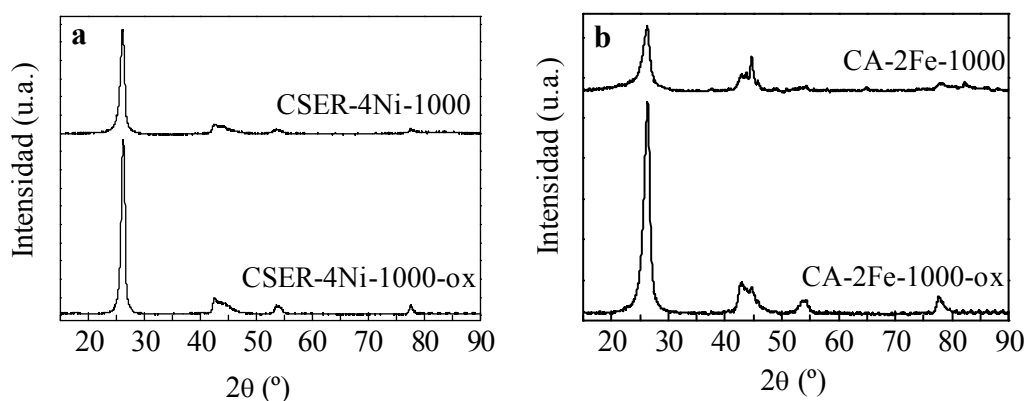 a
Intensidad (u.a.)
CSER-4Ni-1000
CSER-4Ni-1000-ox
20 30 40 50 60 70 80 90
2θ (º)
b
Intensidad (u.a.)
CA-2Fe-1000
CA-2Fe-1000-ox
20 30 40 50 60 70 80 90
2θ (º)